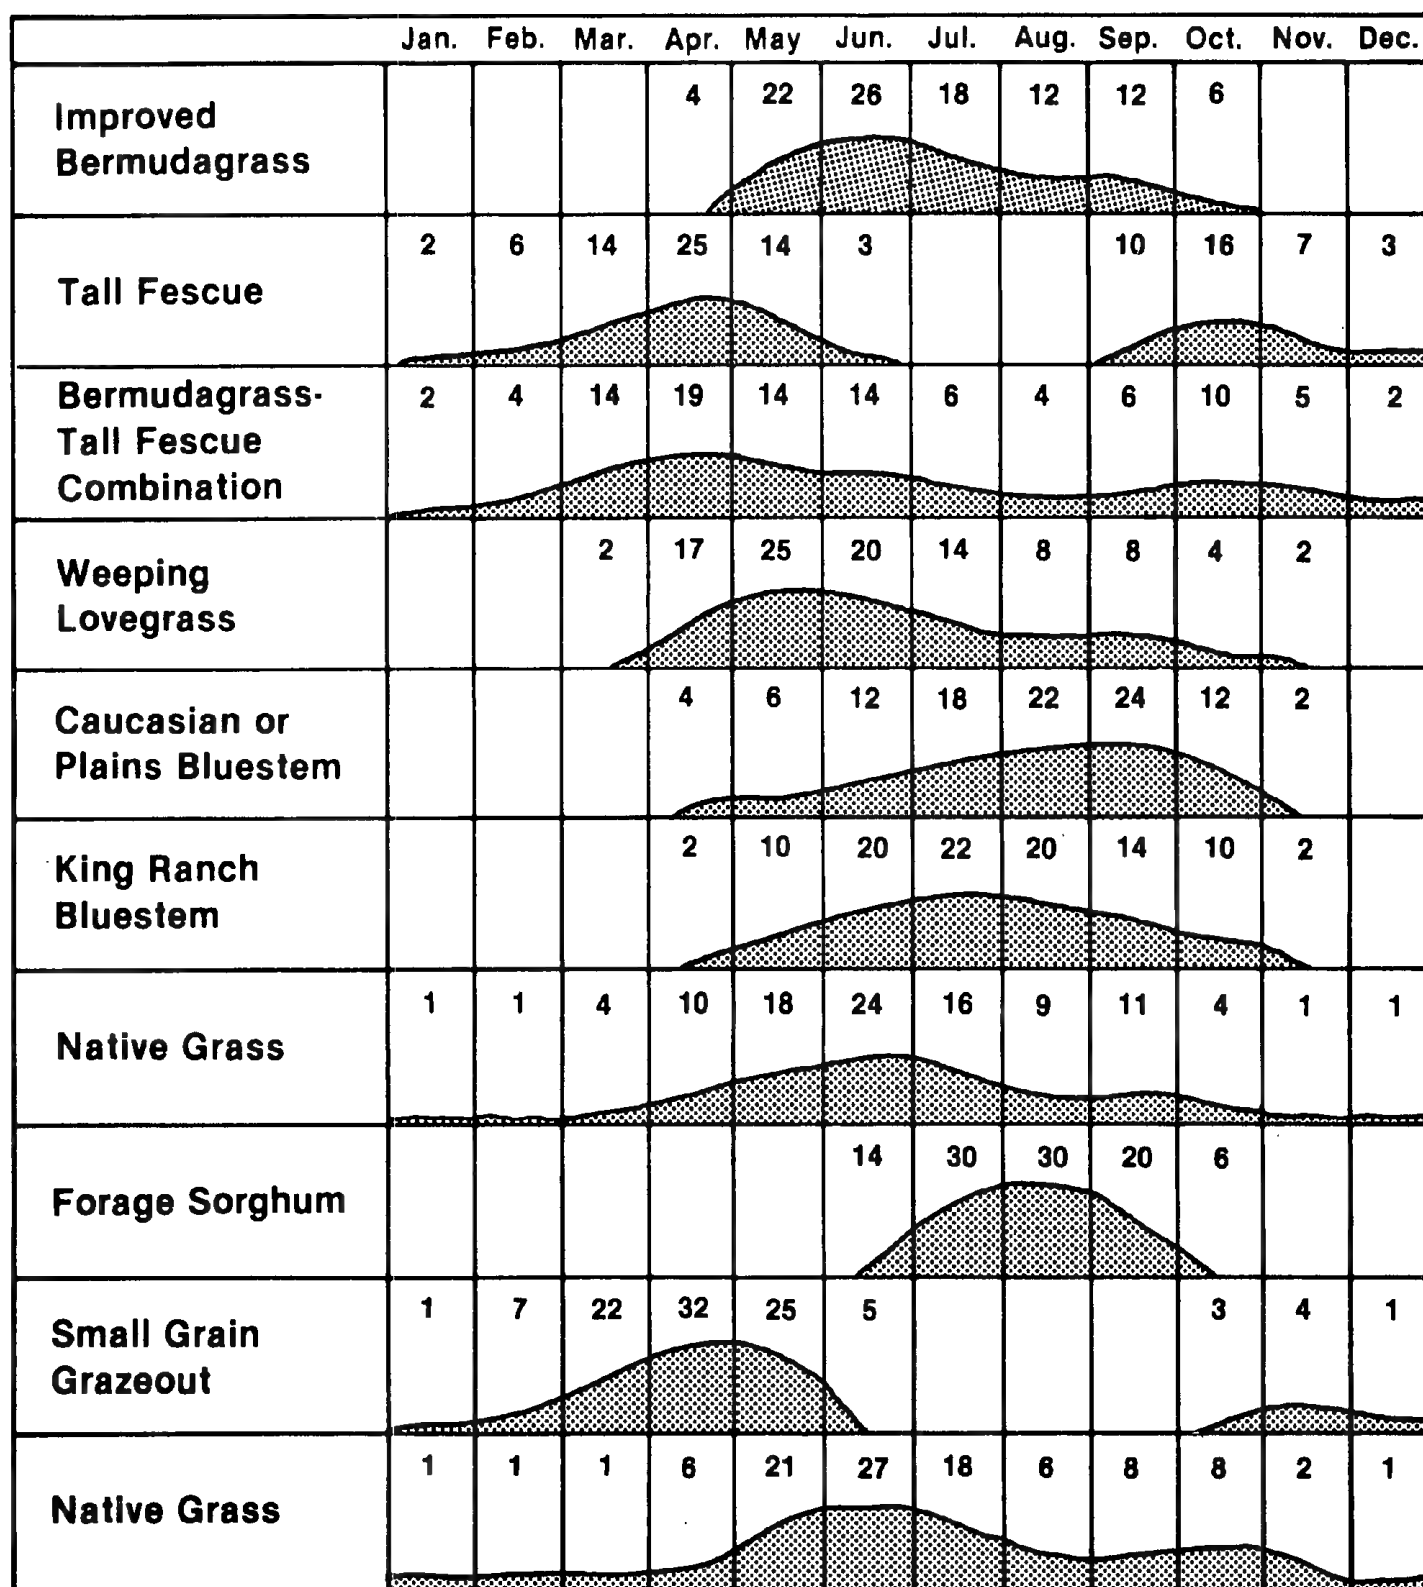 Jan. Feb. Mar. Apr. May Jun. Jul. Aug. Sep. Oct. Nov. Dec.
Improved
Bermudagrass
4 22 26 18 12 12 6
Tall Fescue
2 6 14 25 14 3 10 16 7 3
Bermudagrass-
Tall Fescue
Combination
2 4 14 19 14 14 6 4 6 10 5 2
Weeping
Lovegrass
2 17 25 20 14 8 8 4 2
Caucasian or
Plains Bluestem
4 6 12 18 22 24 12 2
King Ranch
Bluestem
2 10 20 22 20 14 10 2
Native Grass
1 1 4 10 18 24 16 9 11 4 1 1
Forage Sorghum
14 30 30 20 6
Small Grain
Grazeout
1 7 22 32 25 5 3 4 1
Native Grass
1 1 1 6 21 27 18 6 8 8 2 1